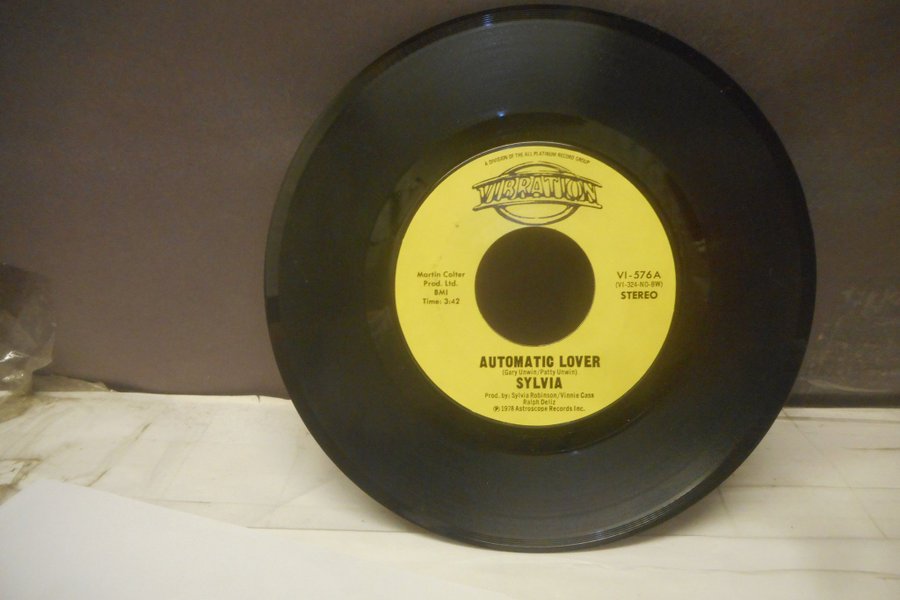 A DIVISION OF THE ALL PLATINUM RECORD GROUP
VIBRATION
Martin Colter
Prod. Ltd.
BMI
Time: 3:42
VI-576A
(VI-324-NO-BW)
STEREO
AUTOMATIC LOVER
(Gary Unwin/Patty Unwin)
SYLVIA
Prod. by: Sylvia Robinson/Vinnie Cass
Ralph Deliz
℗ 1978 Astroscope Records Inc.